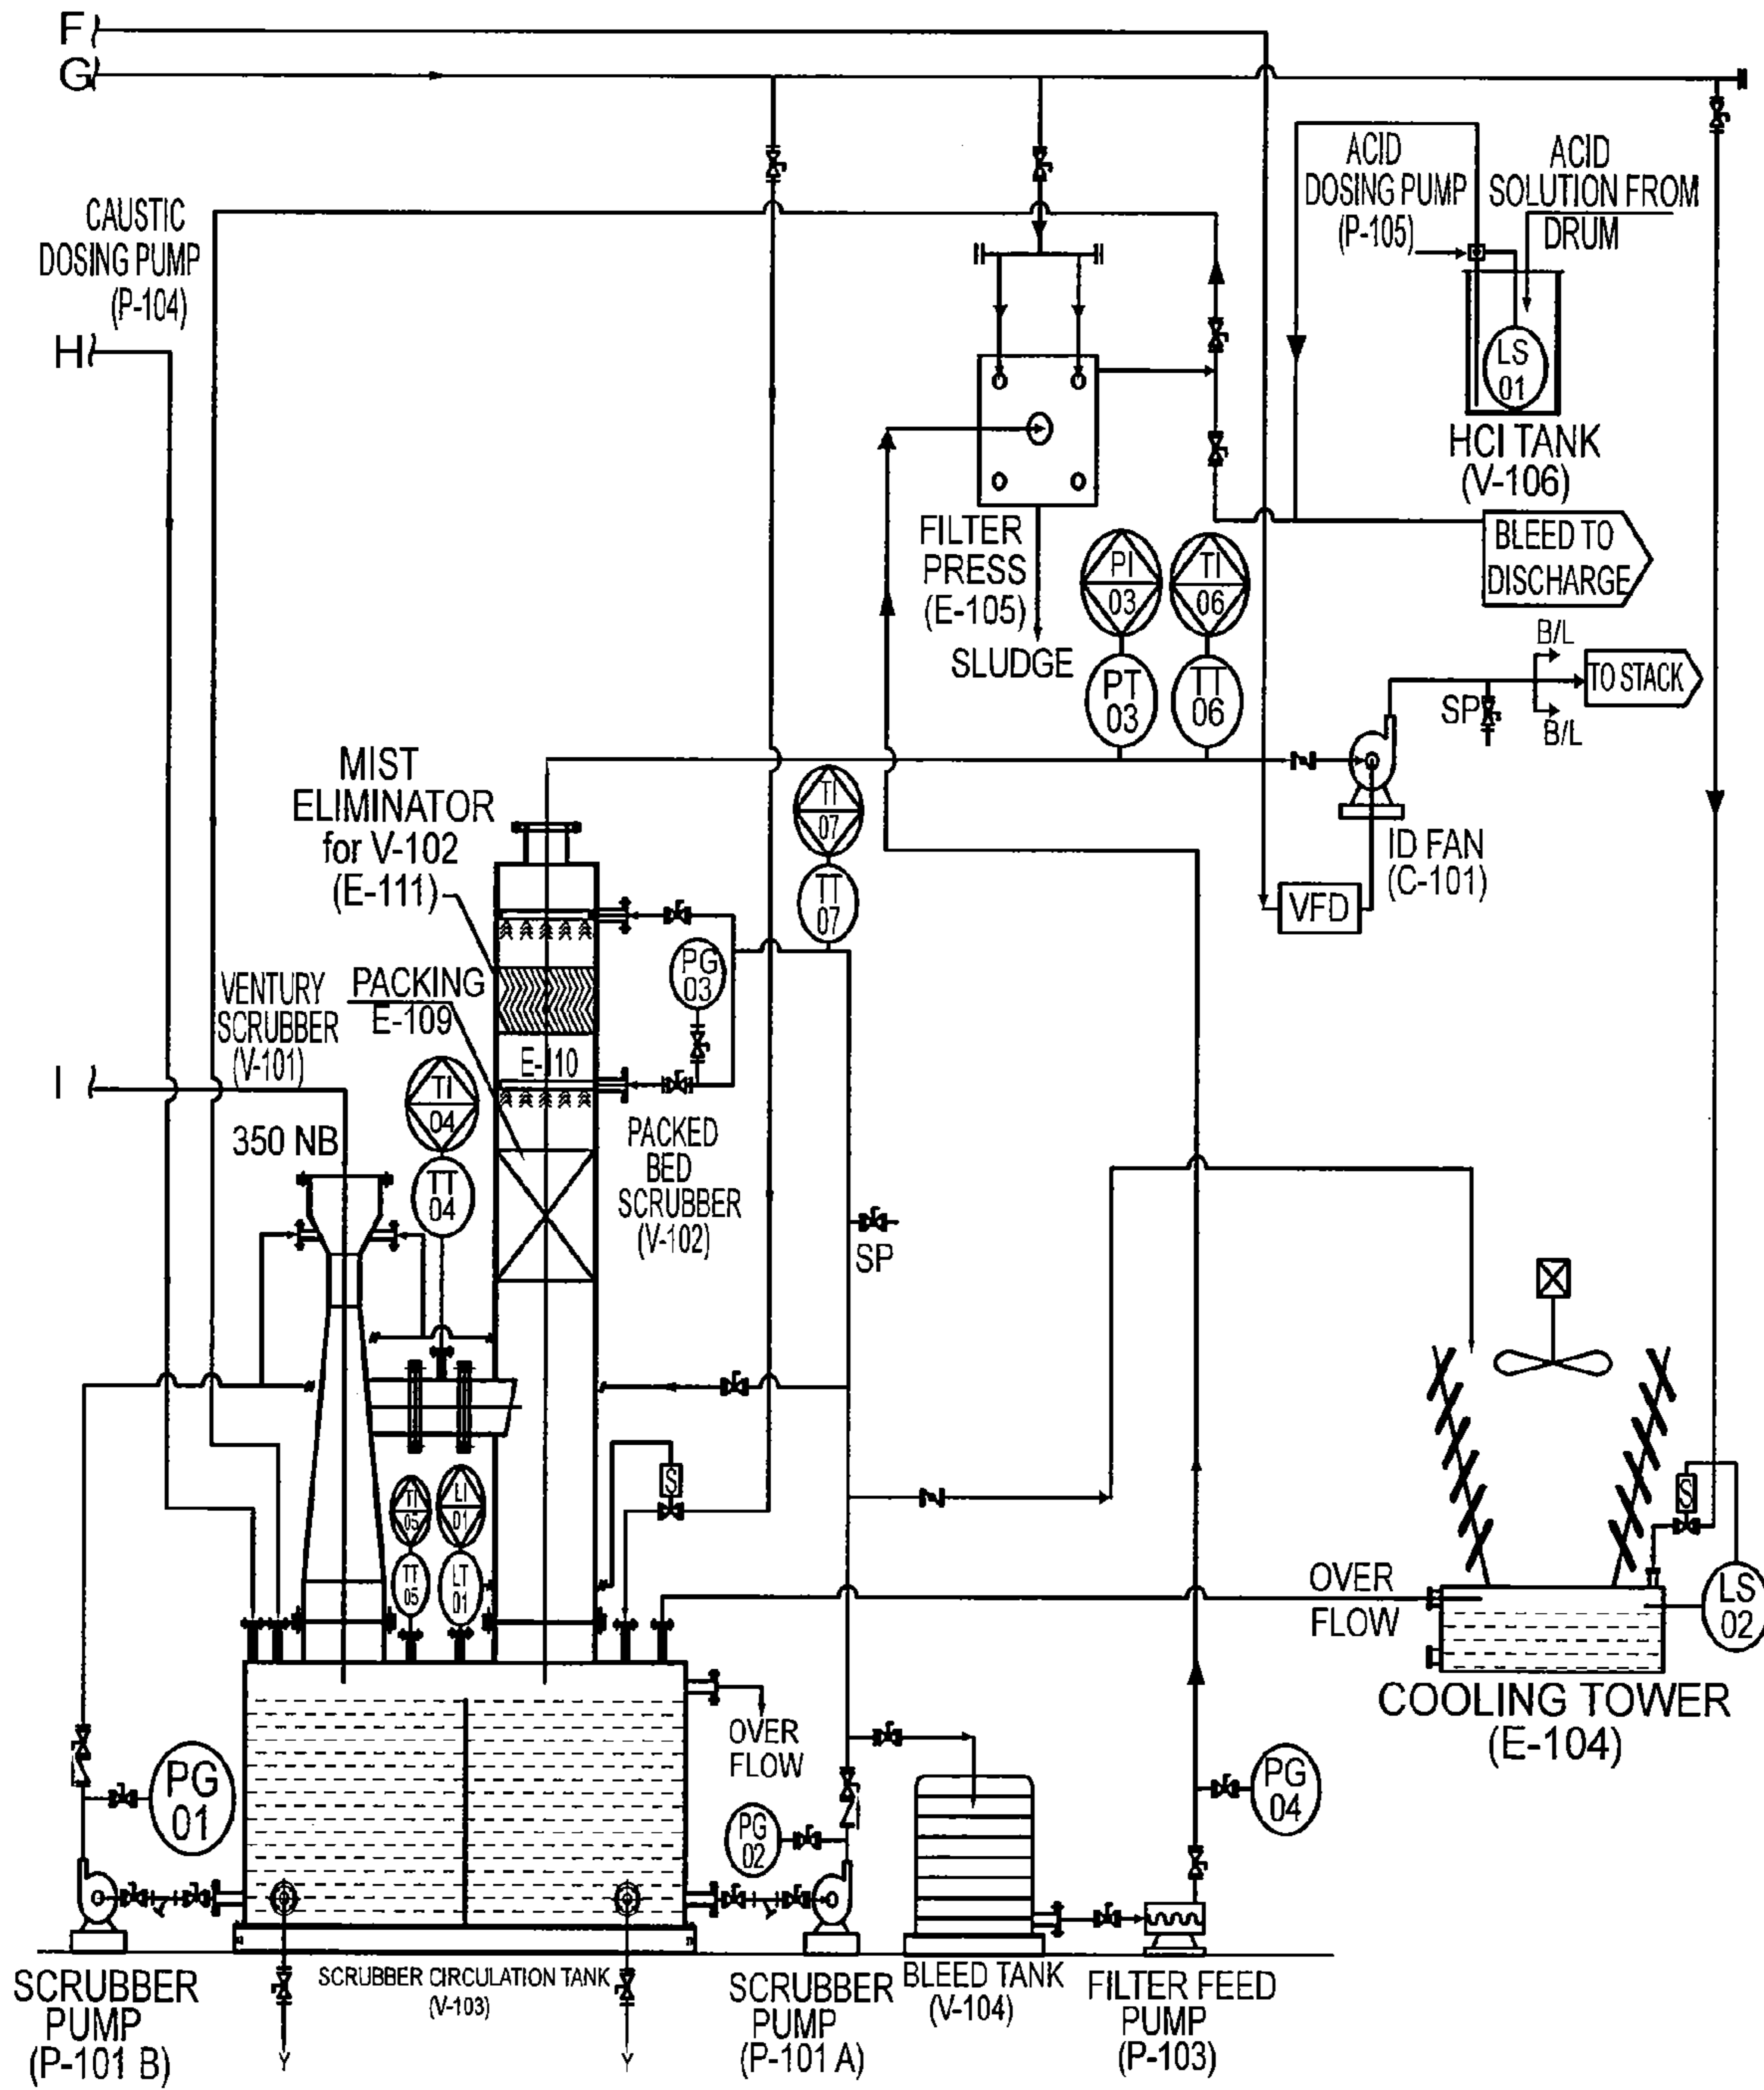 F
G
ACID
DOSING PUMP
(P-105)
ACID
SOLUTION FROM
DRUM
CAUSTIC
DOSING PUMP
(P-104)
H
LS
01
HCI TANK
(V-106)
FILTER
PRESS
(E-105)
SLUDGE
PI
03
TI
06
PT
03
TT
06
BLEED TO
DISCHARGE
B/L
TO STACK
SP
B/L
MIST
ELIMINATOR
for V-102
(E-111)
TI
07
TT
07
ID FAN
(C-101)
VFD
PG
03
VENTURY
SCRUBBER
(V-101)
PACKING
E-109
E-110
I
TI
04
350 NB
TT
04
PACKED
BED
SCRUBBER
(V-102)
SP
S
TI
05
LI
01
TT
05
LT
01
S
OVER
FLOW
LS
02
COOLING TOWER
(E-104)
OVER
FLOW
PG
01
PG
02
PG
04
SCRUBBER
PUMP
(P-101 B)
SCRUBBER CIRCULATION TANK
(V-103)
SCRUBBER
PUMP
(P-101 A)
BLEED TANK
(V-104)
FILTER FEED
PUMP
(P-103)